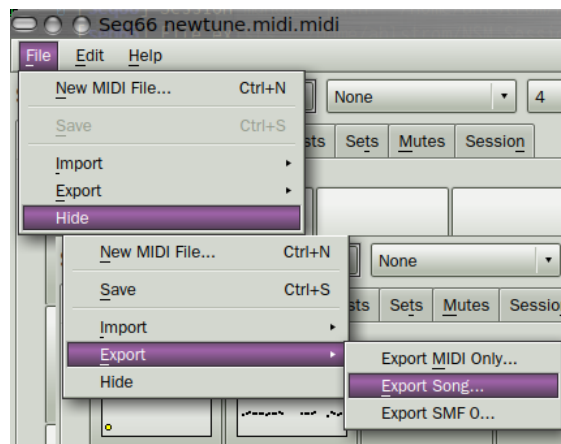 Seq66 newtune.midi.midi
File Edit Help
New MIDI File... Ctrl+N
None 4
Save Ctrl+S
sts Sets Mutes Session
Import
Export
Hide
New MIDI File... Ctrl+N
None
Save Ctrl+S
sts Sets Mutes Sessio
Import
Export
Export MIDI Only...
Hide
Export Song...
Export SMF 0...